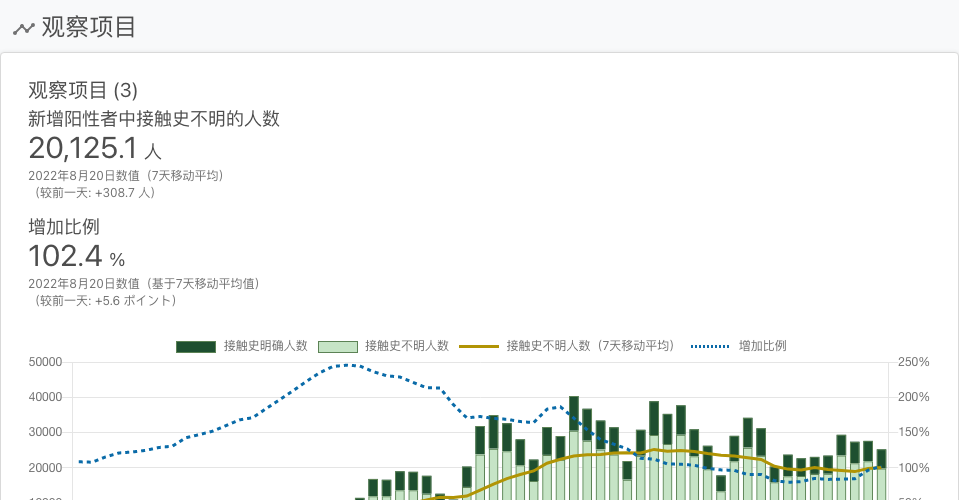 观察项目
观察项目 (3)
新增阳性者中接触史不明的人数
20,125.1 人
2022年8月20日数值（7天移动平均）
（较前一天: +308.7 人）
增加比例
102.4 %
2022年8月20日数值（基于7天移动平均值）
（较前一天: +5.6 ポイント）
接触史明确人数 接触史不明人数 接触史不明人数（7天移动平均） 增加比例
50000 250%
40000 200%
30000 150%
20000 100%